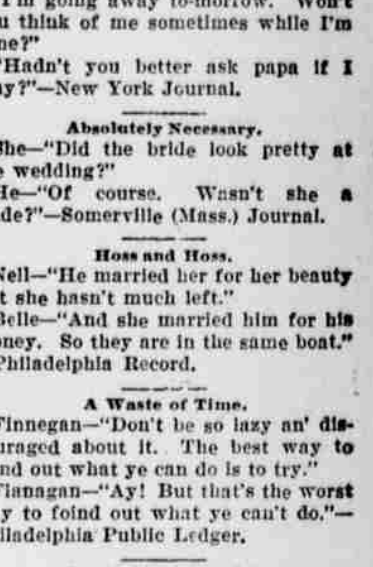 I'm going away to-morrow. Won't
u think of me sometimes while I'm
ne?"
"Hadn't you better ask papa if I
ay?"—New York Journal.
Absolutely Necessary.
She—"Did the bride look pretty at
e wedding?"
He—"Of course. Wasn't she a
ide?"—Somerville (Mass.) Journal.
Hoss and Hoss.
Nell—"He married her for her beauty
t she hasn't much left."
Belle—"And she married him for his
oney. So they are in the same boat."
Philadelphia Record.
A Waste of Time.
Finnegan—"Don't be so lazy an' dis-
uraged about it. The best way to
nd out what ye can do is to try."
Flanagan—"Ay! But that's the worst
y to foind out what ye can't do."—
iladelphia Public Ledger.